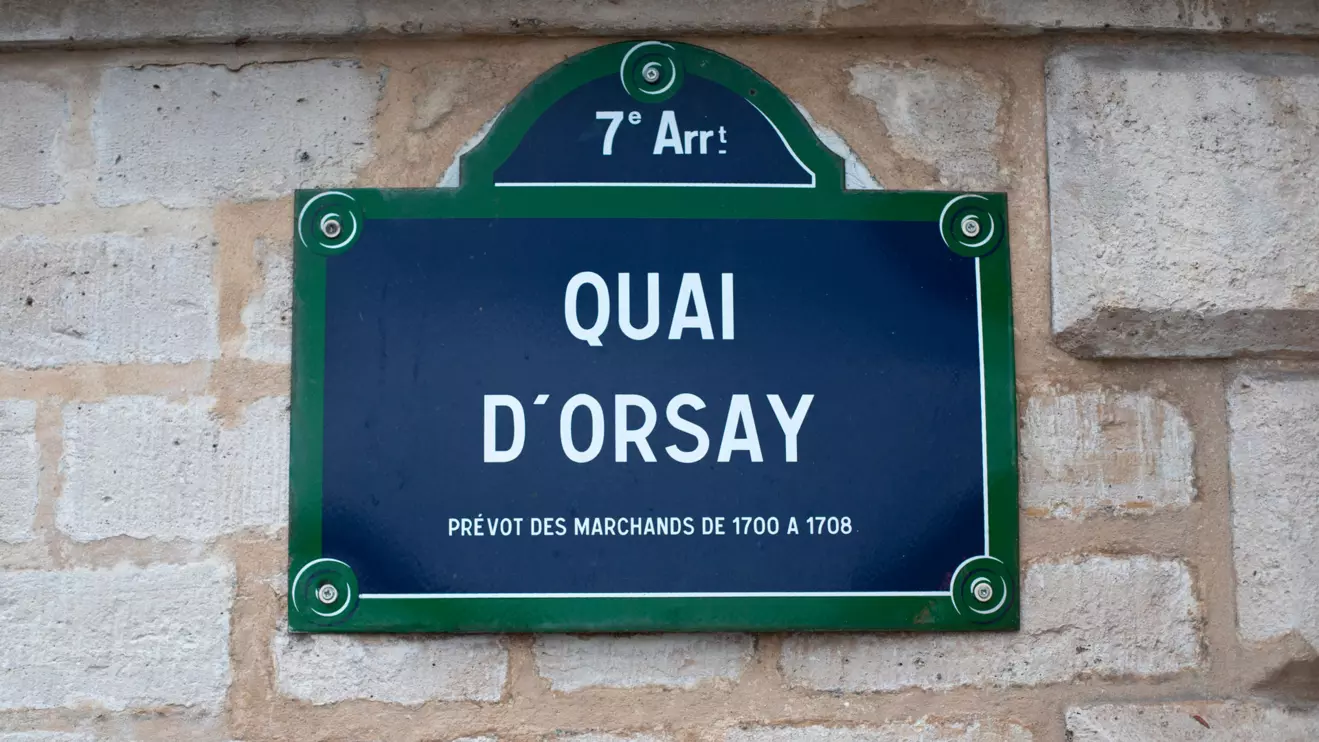 7e Arrt
QUAI
D´ORSAY
PRÉVOT DES MARCHANDS DE 1700 A 1708